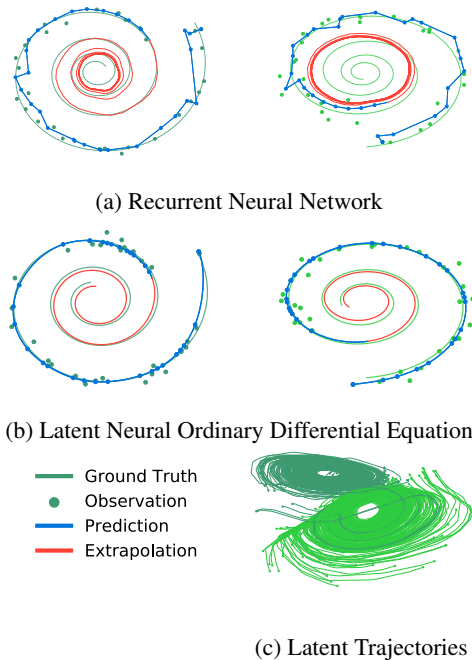 (a) Recurrent Neural Network
(b) Latent Neural Ordinary Differential Equation
Ground Truth
Observation
Prediction
Extrapolation
(c) Latent Trajectories